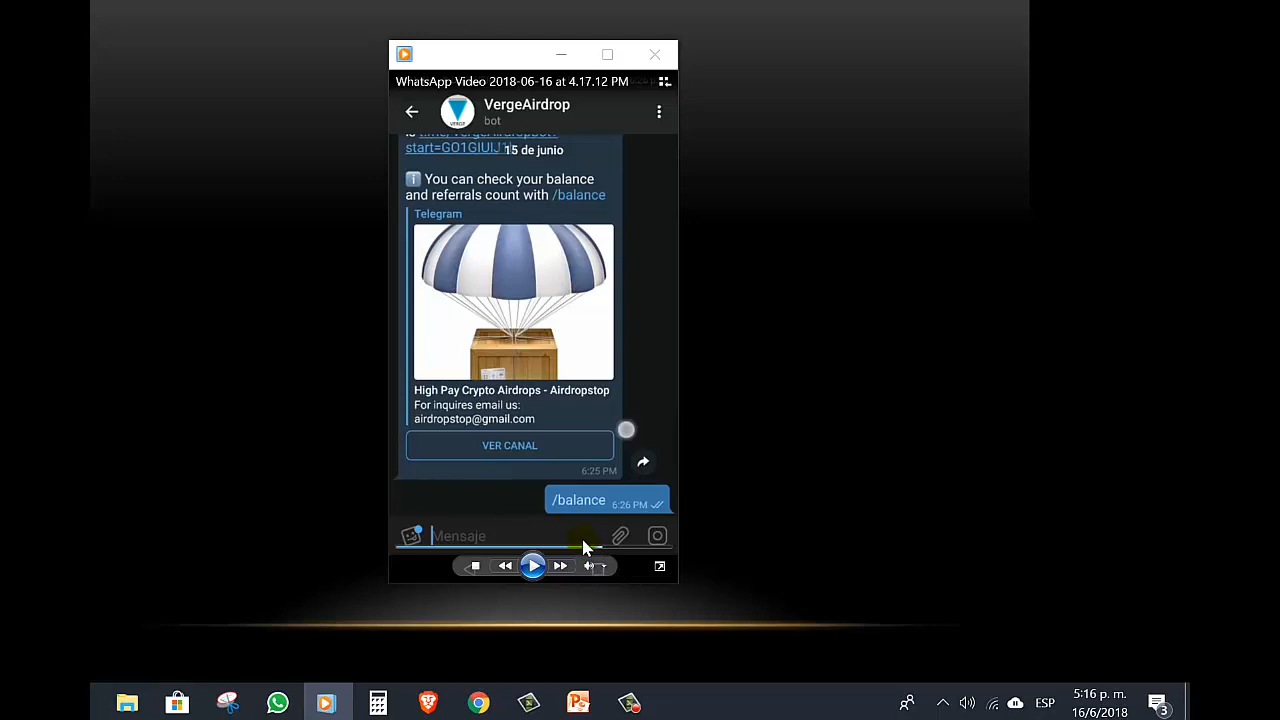 WhatsApp Video 2018-06-16 at 4.17.12 PM
VergeAirdrop
VERGE
bot
start=GO1GIUIJ
15 de junio
You can check your balance
and referrals count with /balance
Telegram
High Pay Crypto Airdrops - Airdropstop
For inquires email us:
airdropstop@gmail.com
VER CANAL
6:25 PM
/balance 6:26 PM
Mensaje
ESP
5:16 p. m.
16/6/2018
3